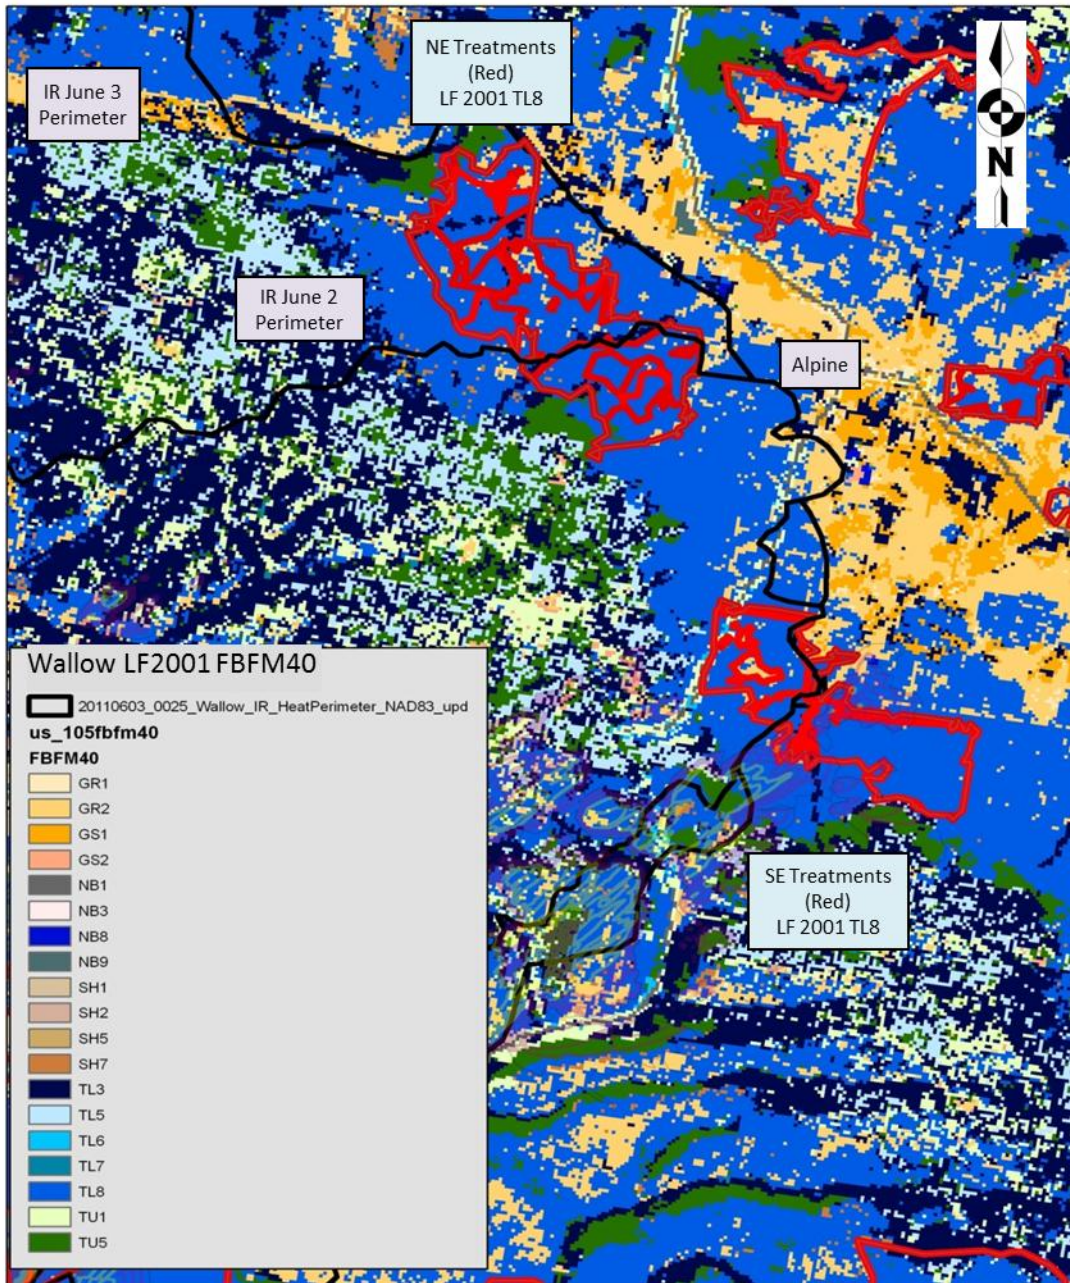 NE Treatments
(Red)
LF 2001 TL8
IR June 3
Perimeter
N
IR June 2
Perimeter
Alpine
Wallow LF2001 FBFM40
20110603_0025_Wallow_IR_HeatPerimeter_NAD83_upd
us_105fbfm40
FBFM40
GR1
GR2
GS1
GS2
NB1
NB3
NB8
NB9
SH1
SH2
SH5
SH7
TL3
TL5
TL6
TL7
TL8
TU1
TU5
SE Treatments
(Red)
LF 2001 TL8